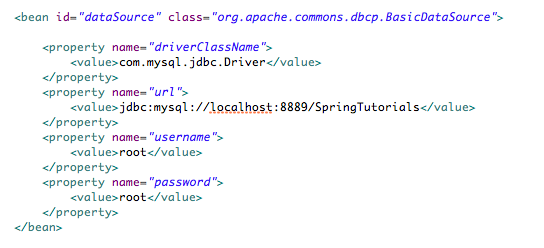 <bean id="dataSource" class="org.apache.commons.dbcp.BasicDataSource">
<property name="driverClassName">
<value>com.mysql.jdbc.Driver</value>
</property>
<property name="url">
<value>jdbc:mysql://localhost:8889/SpringTutorials</value>
</property>
<property name="username">
<value>root</value>
</property>
<property name="password">
<value>root</value>
</property>
</bean>